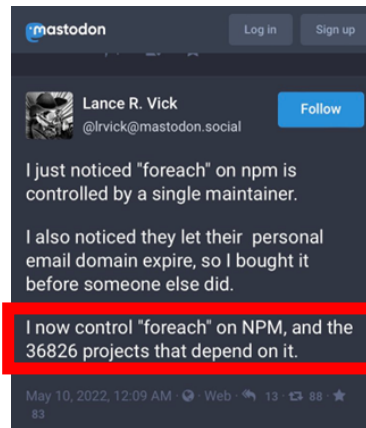 mastodon
Log in
Sign up
Lance R. Vick
@lrvick@mastodon.social
Follow
I just noticed "foreach" on npm is
controlled by a single maintainer.
I also noticed they let their personal
email domain expire, so I bought it
before someone else did.
I now control "foreach" on NPM, and the
36826 projects that depend on it.
May 10, 2022, 12:09 AM · Web · 13 · 88 ·
83